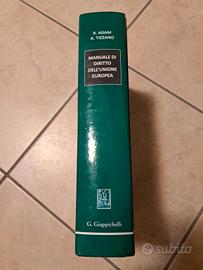 R. ADAM
A. TIZZANO
MANUALE DI
DIRITTO
DELL'UNIONE
EUROPEA
G. Giappichelli
subito